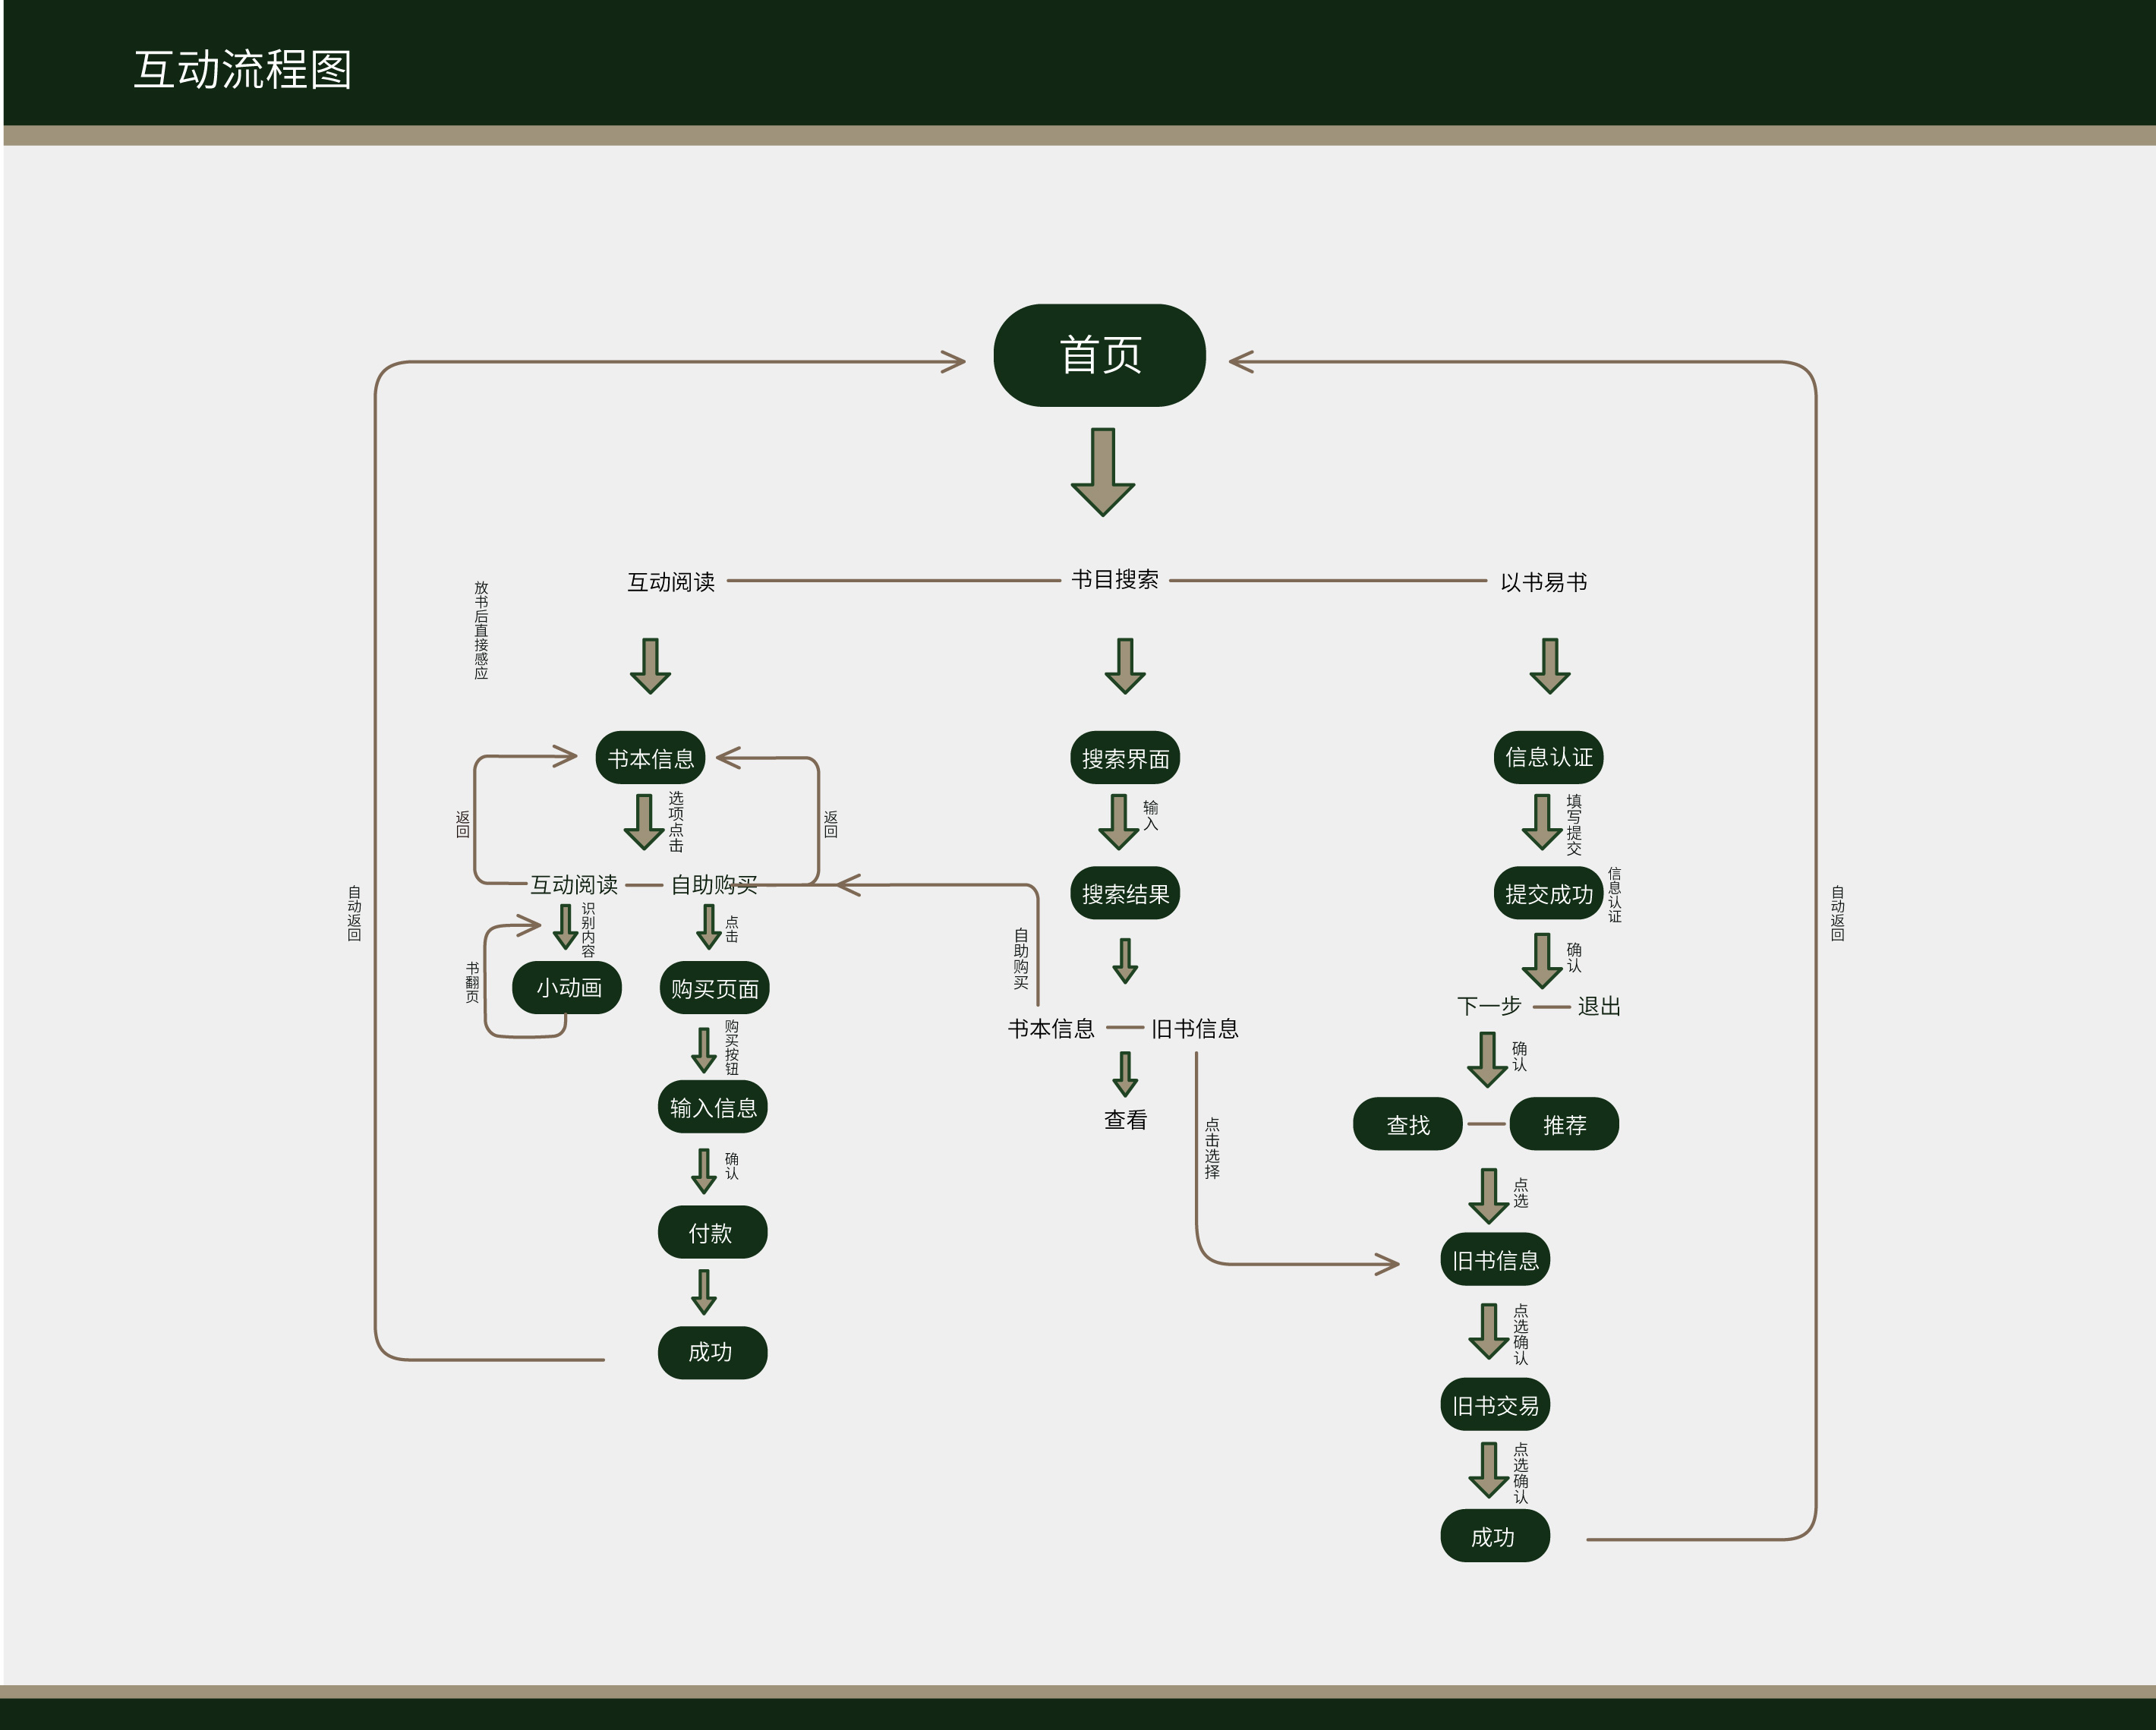 互动流程图
首页
互动阅读
书目搜索
以书易书
放书后直接感应
书本信息
搜索界面
信息认证
返回
选项点击
返回
输入
填写提交
互动阅读
自助购买
搜索结果
提交成功
信息认证
自动返回
识别内容
点击
自助购买
确认
自动返回
书翻页
小动画
购买页面
下一步
退出
购买按钮
书本信息
旧书信息
确认
输入信息
查看
点击选择
查找
推荐
确认
点选
付款
旧书信息
点选确认
成功
旧书交易
点选确认
成功